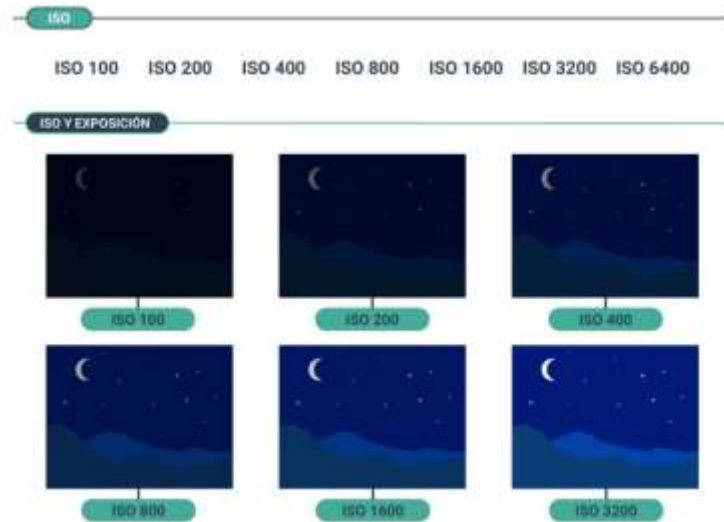 ISO
ISO 100 ISO 200 ISO 400 ISO 800 ISO 1600 ISO 3200 ISO 6400
ISO Y EXPOSICIÓN
ISO 100 ISO 200 ISO 400
ISO 800 ISO 1600 ISO 3200